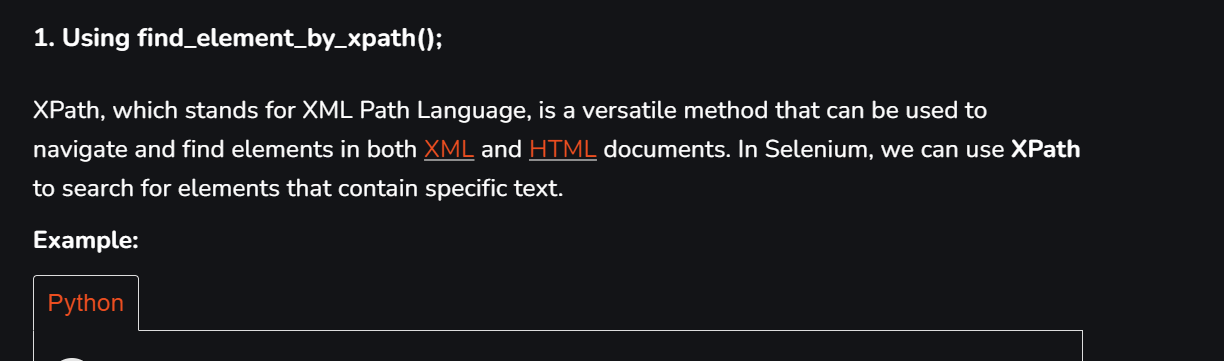 1. Using find_element_by_xpath();
XPath, which stands for XML Path Language, is a versatile method that can be used to
navigate and find elements in both XML and HTML documents. In Selenium, we can use XPath
to search for elements that contain specific text.
Example:
Python